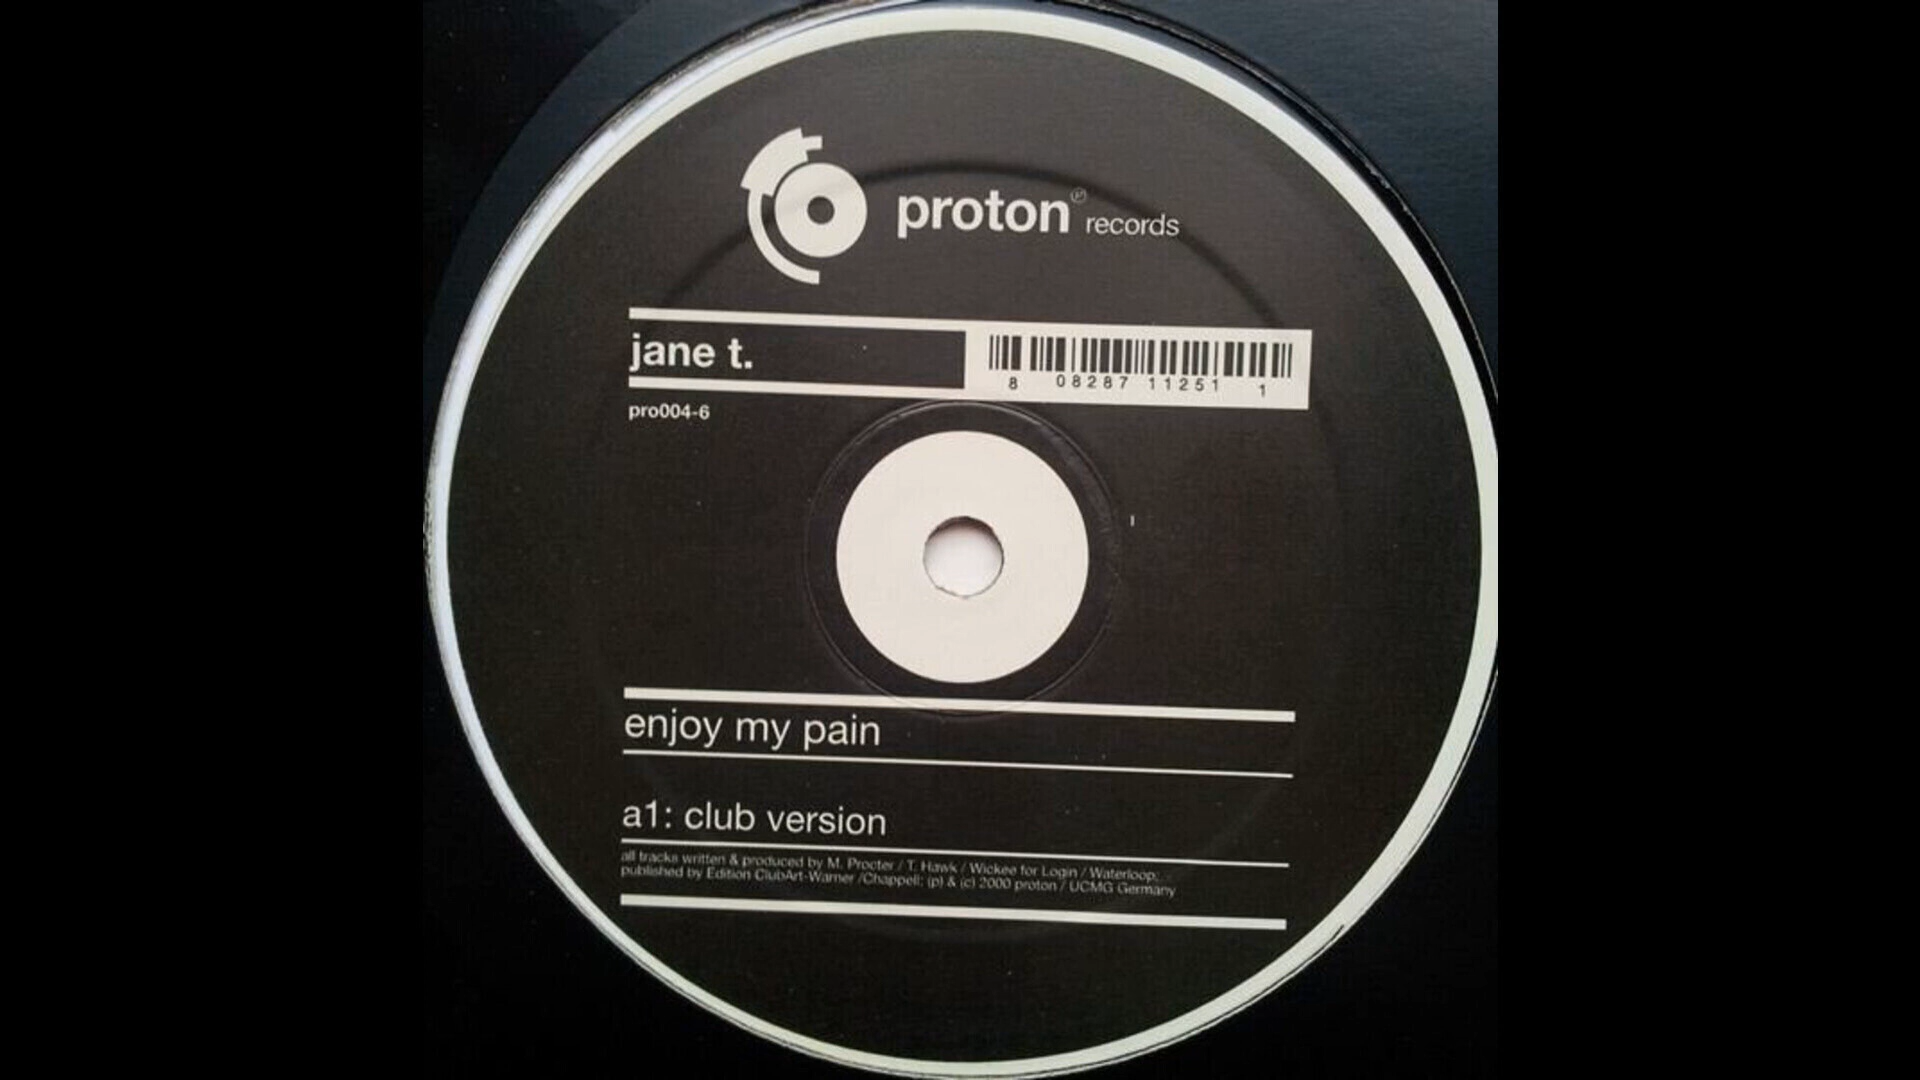 proton℗ records
jane t.
8 08287 11251 1
pro004-6
enjoy my pain
a1: club version
all tracks written & produced by M. Procter / T. Hawk / Wickee for Login / Waterloop;
published by Edition ClubArt-Warner /Chappell; (p) & (c) 2000 proton / UCMG Germany